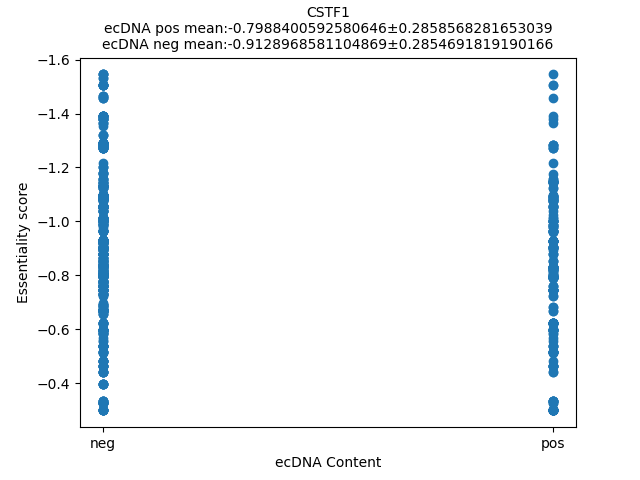 CSTF1
ecDNA pos mean:-0.7988400592580646±0.2858568281653039
ecDNA neg mean:-0.9128968581104869±0.2854691819190166
−1.6
−1.4
−1.2
−1.0
−0.8
−0.6
−0.4
Essentiality score
neg
pos
ecDNA Content